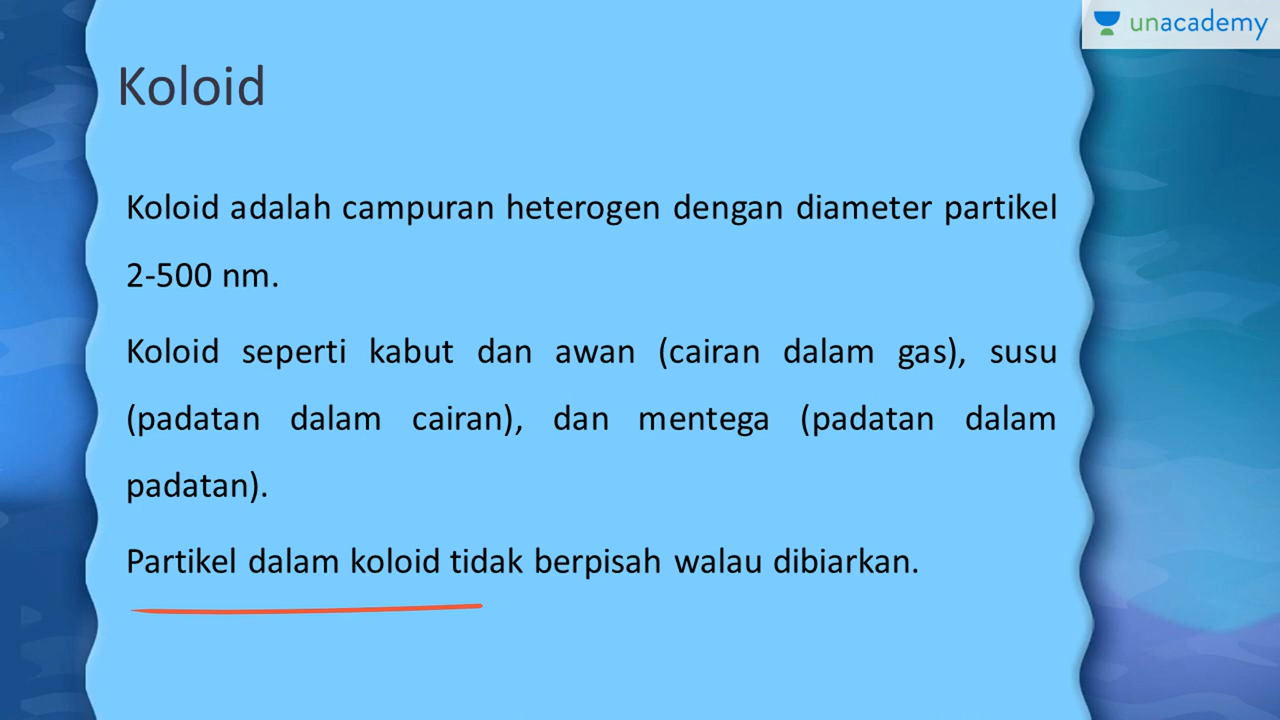 unacademy
Koloid
Koloid adalah campuran heterogen dengan diameter partikel
2-500 nm.
Koloid seperti kabut dan awan (cairan dalam gas), susu
(padatan dalam cairan), dan mentega (padatan dalam
padatan).
Partikel dalam koloid tidak berpisah walau dibiarkan.